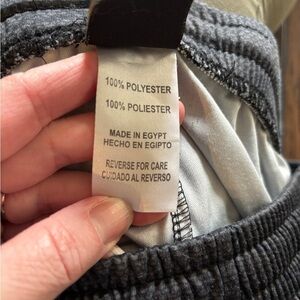 100% POLYESTER
100% POLIESTER
MADE IN EGYPT
HECHO EN EGIPTO
REVERSE FOR CARE
CUIDADO AL REVERSO